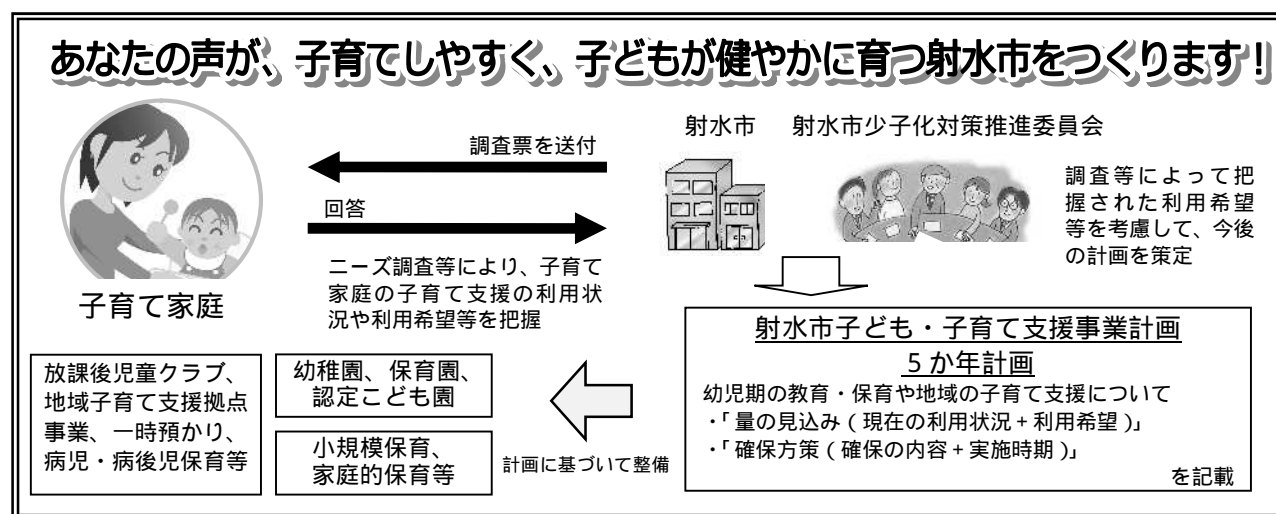 あなたの声が、子育てしやすく、子どもが健やかに育つ射水市をつくります！
調査票を送付
回答
子育て家庭
ニーズ調査等により、子育て
家庭の子育て支援の利用状
況や利用希望等を把握
射水市
射水市少子化対策推進委員会
調査等によって把
握された利用希望
等を考慮して、今後
の計画を策定
射水市子ども・子育て支援事業計画
５か年計画
幼児期の教育・保育や地域の子育て支援について
・「量の見込み（現在の利用状況＋利用希望）」
・「確保方策（確保の内容＋実施時期）」
を記載
計画に基づいて整備
幼稚園、保育園、
認定こども園
小規模保育、
家庭的保育等
放課後児童クラブ、
地域子育て支援拠点
事業、一時預かり、
病児・病後児保育等